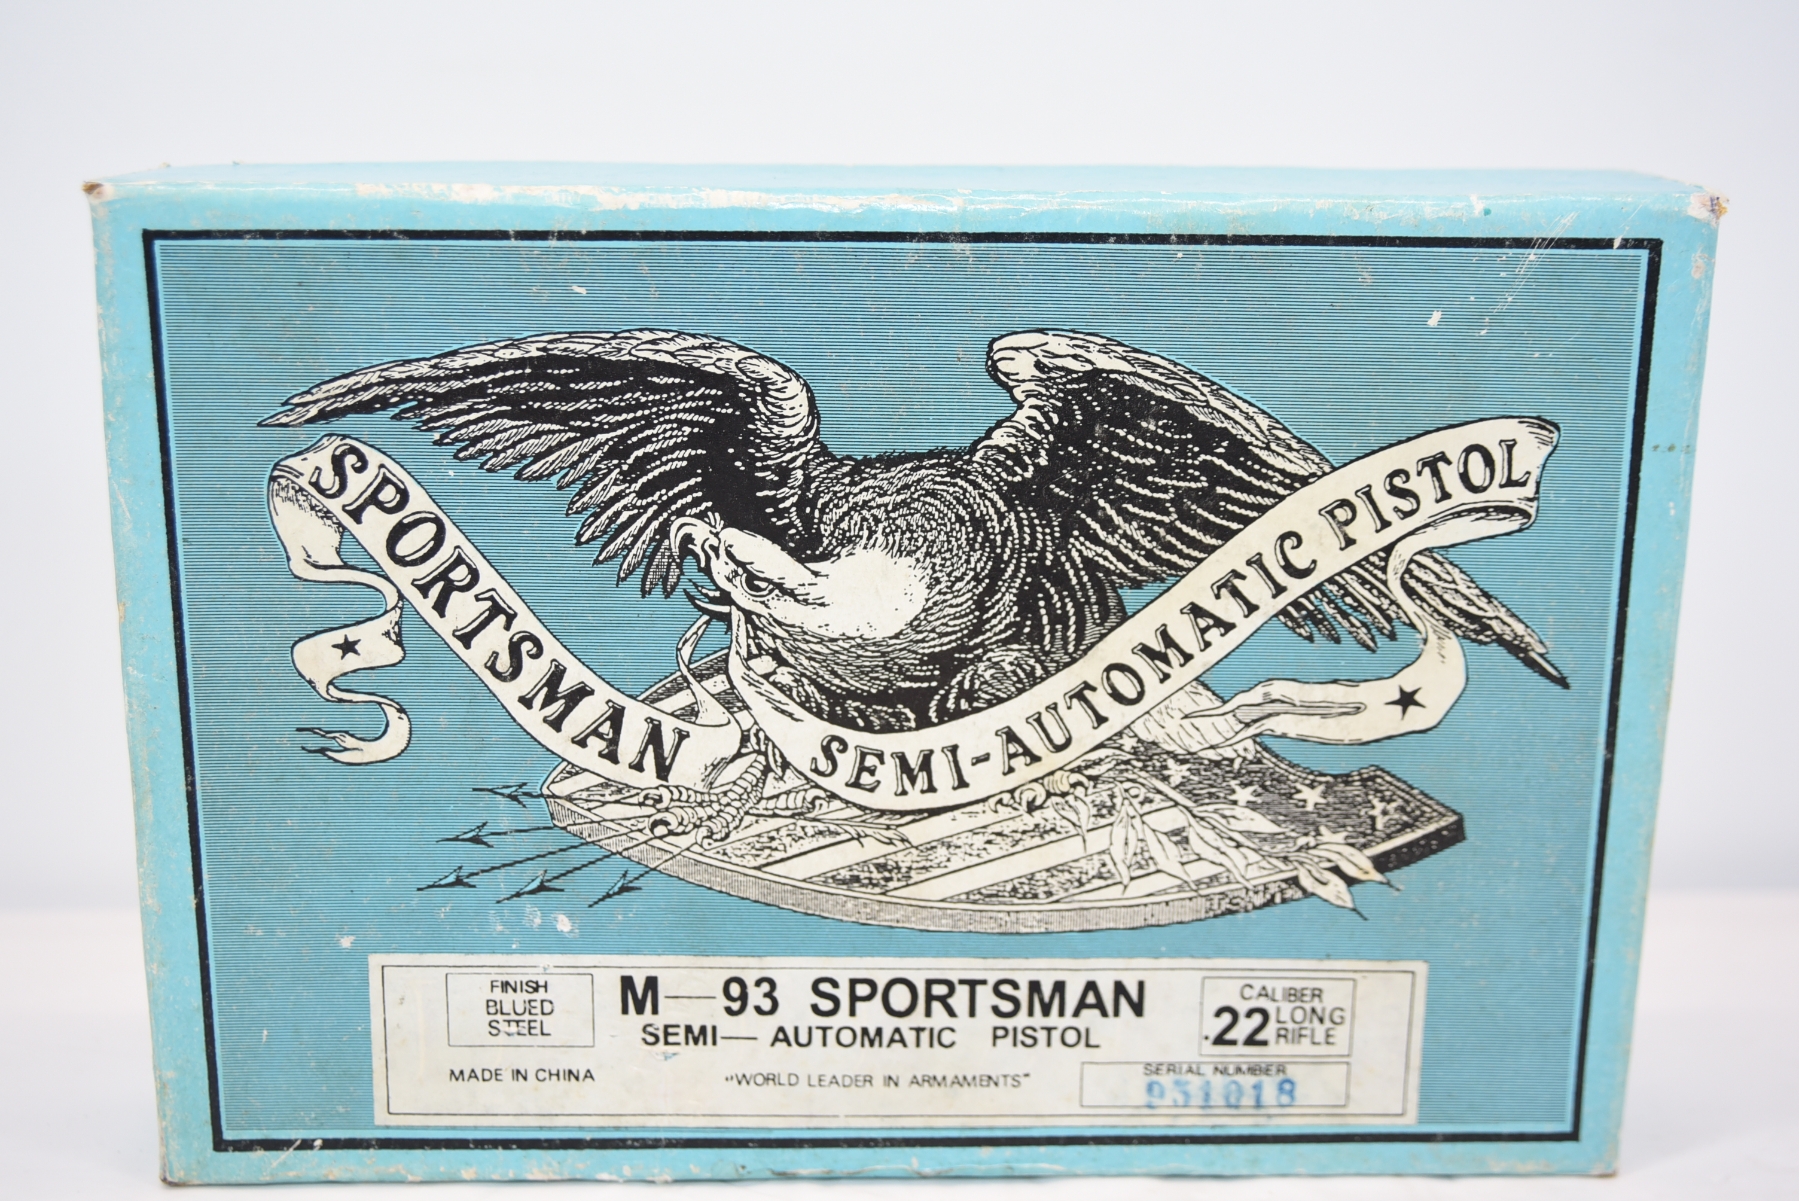 SPORTSMAN
SEMI-AUTOMATIC PISTOL
FINISH
BLUED
STEEL
M—93 SPORTSMAN
SEMI— AUTOMATIC PISTOL
CALIBER
.22 LONG
RIFLE
MADE IN CHINA
"WORLD LEADER IN ARMAMENTS"
SERIAL NUMBER
931018